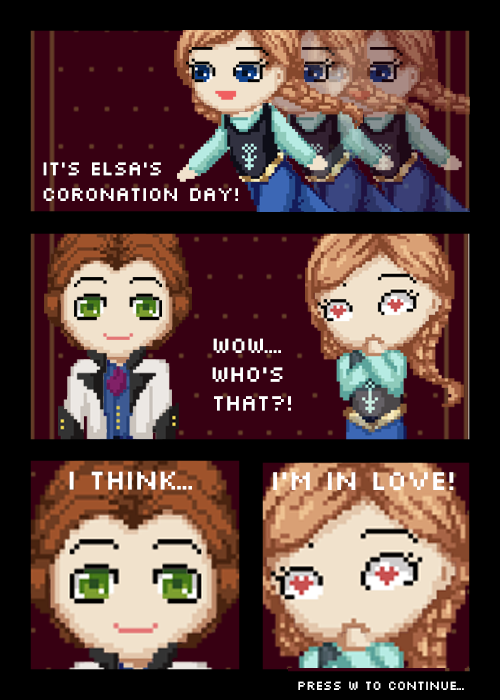 IT'S ELSA'S
CORONATION DAY!
WOW....
WHO'S
THAT?!
I THINK...
I'M IN LOVE!
PRESS W TO CONTINUE...